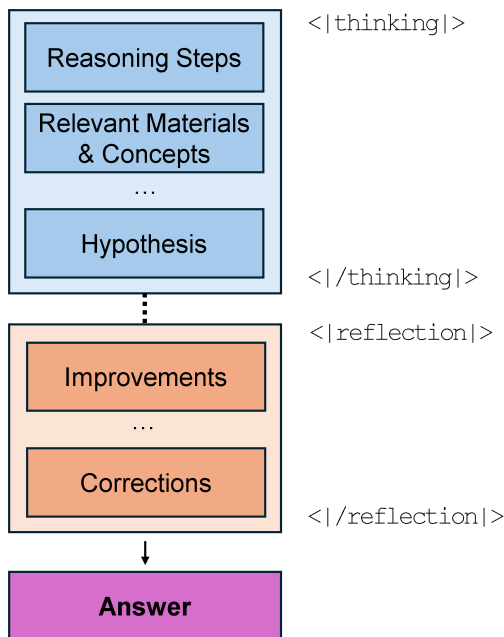 <|thinking|>
Reasoning Steps
Relevant Materials
& Concepts
...
Hypothesis
<|/thinking|>
<|reflection|>
Improvements
...
Corrections
<|/reflection|>
Answer